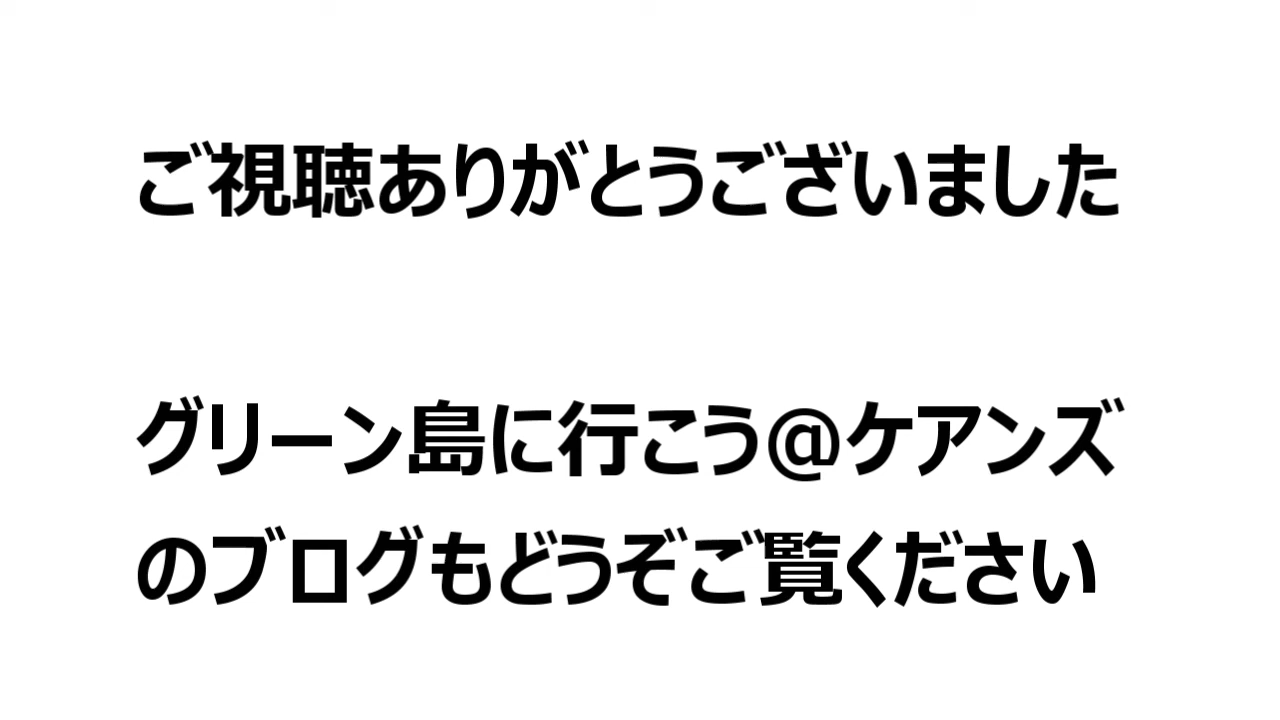 ご視聴ありがとうございました
グリーン島に行こう@ケアンズ
のブログもどうぞご覧ください